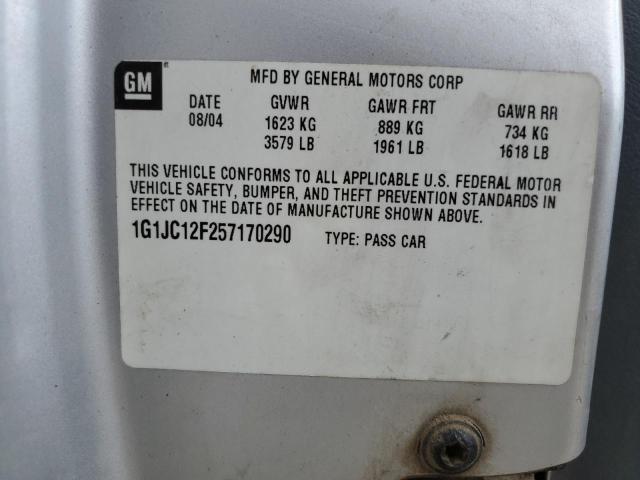 GM
MFD BY GENERAL MOTORS CORP
DATE GVWR GAWR FRT GAWR RR
08/04 1623 KG 889 KG 734 KG
3579 LB 1961 LB 1618 LB
THIS VEHICLE CONFORMS TO ALL APPLICABLE U.S. FEDERAL MOTOR
VEHICLE SAFETY, BUMPER, AND THEFT PREVENTION STANDARDS IN
EFFECT ON THE DATE OF MANUFACTURE SHOWN ABOVE.
1G1JC12F257170290 TYPE: PASS CAR